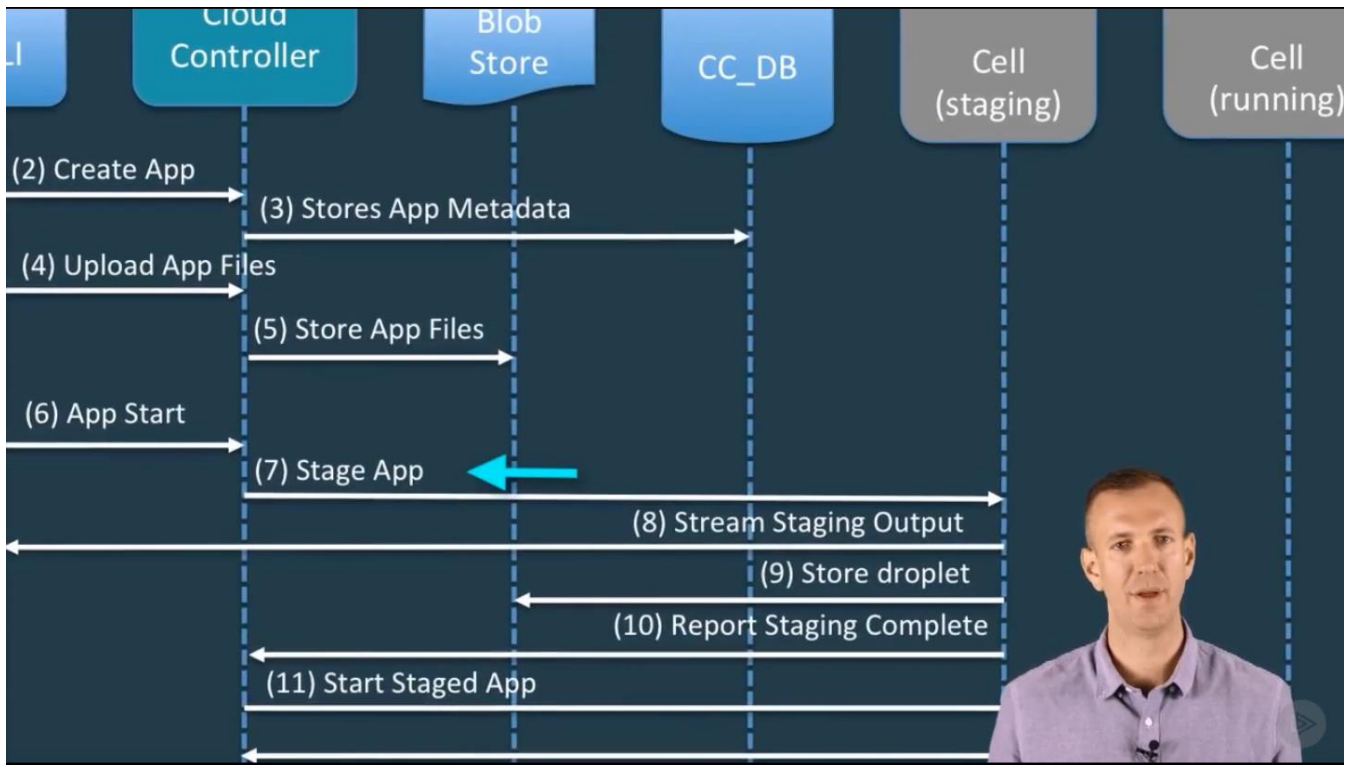 Cloud
Controller
Blob
Store
CC_DB
Cell
(staging)
Cell
(running)
(2) Create App
(3) Stores App Metadata
(4) Upload App Files
(5) Store App Files
(6) App Start
(7) Stage App
(8) Stream Staging Output
(9) Store droplet
(10) Report Staging Complete
(11) Start Staged App